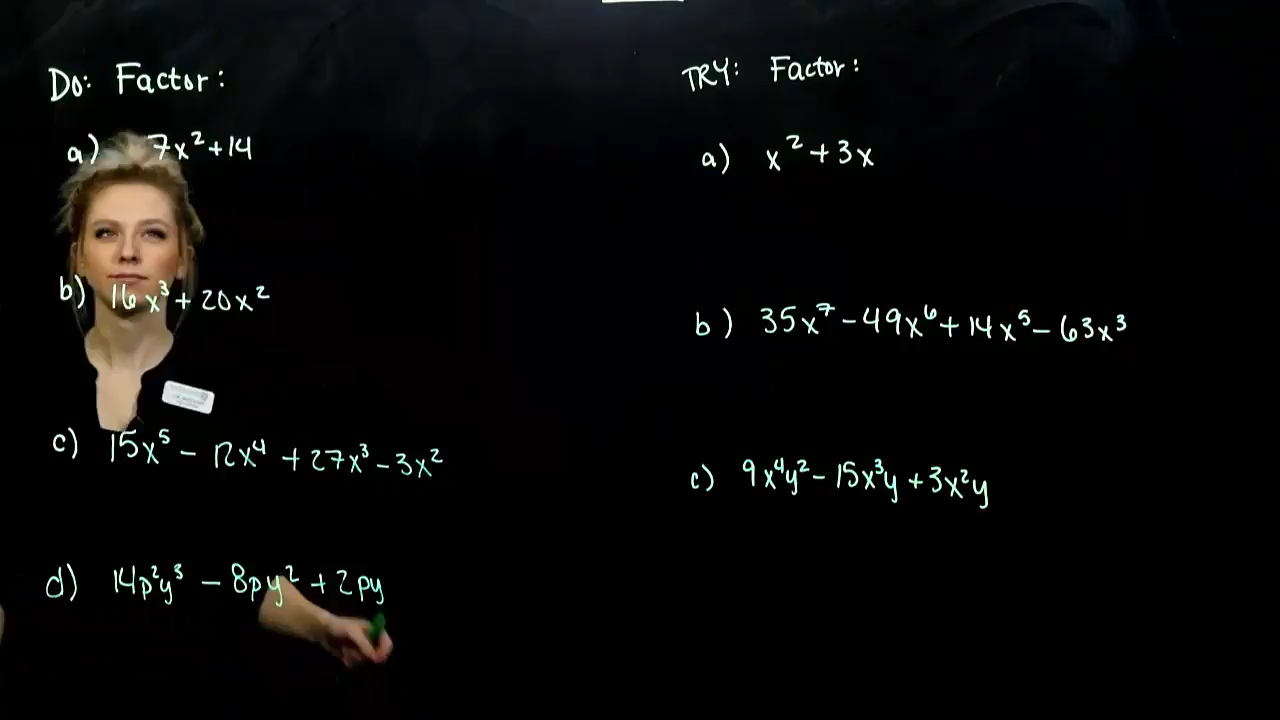 Do: Factor:
a) 7x² + 14
b) 16x³ + 20x²
c) 15x⁵ - 12x⁴ + 27x³ - 3x²
d) 14p²y³ - 8py² + 2py
TRY: Factor:
a) x² + 3x
b) 35x⁷ - 49x⁶ + 14x⁵ - 63x³
c) 9x⁴y² - 15x³y + 3x²y